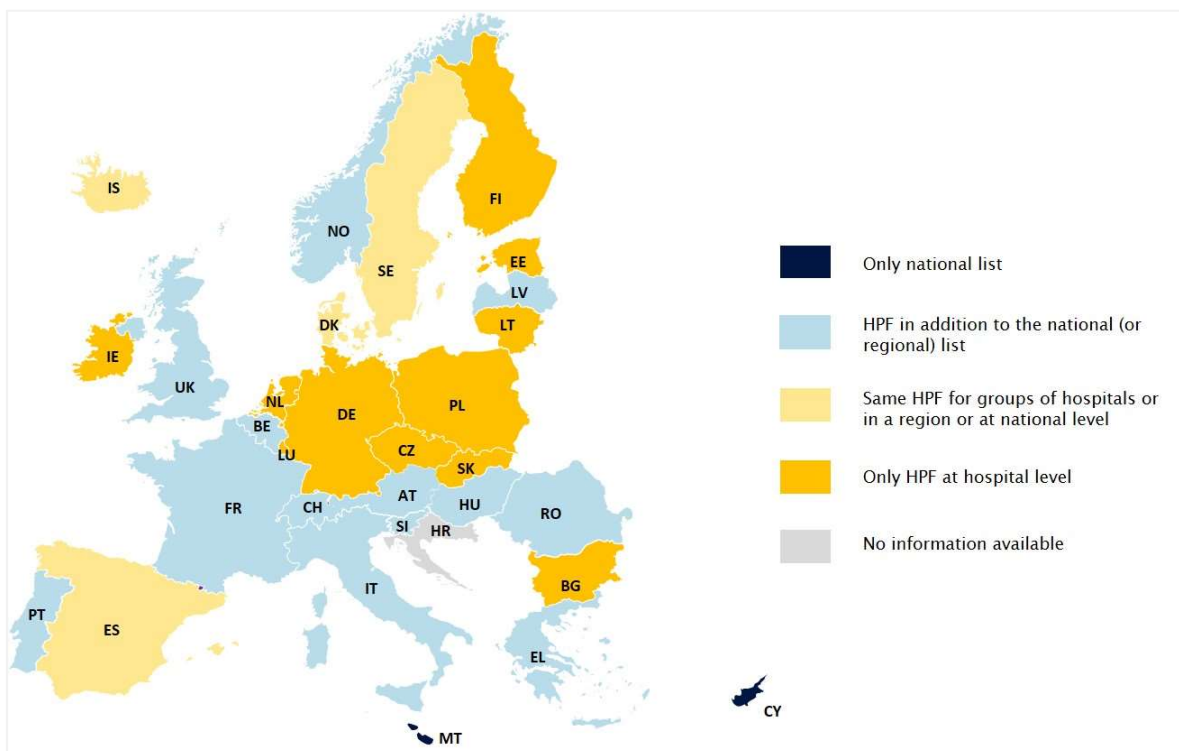 IS
FI
NO
SE
EE
LV
DK
LT
IE
UK
NL
DE
PL
BE
LU
CZ
SK
FR
CH
AT
HU
RO
SI
HR
BG
IT
PT
ES
EL
CY
MT
Only national list
HPF in addition to the national (or
regional) list
Same HPF for groups of hospitals or
in a region or at national level
Only HPF at hospital level
No information available